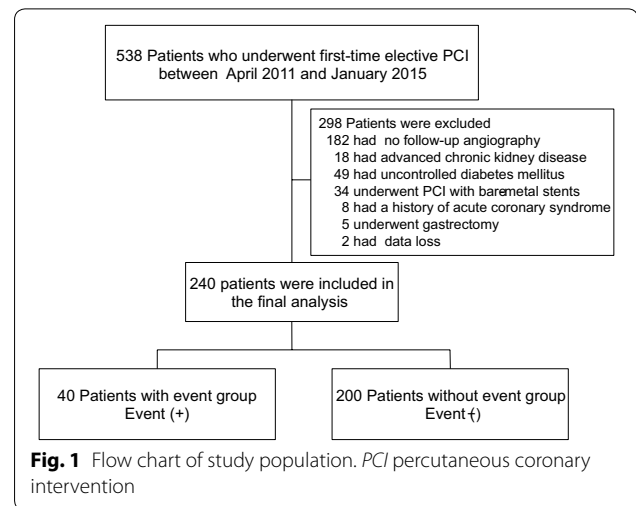 538 Patients who underwent first-time elective PCI
between April 2011 and January 2015
298 Patients were excluded
182 had no follow-up angiography
18 had advanced chronic kidney disease
49 had uncontrolled diabetes mellitus
34 underwent PCI with baremetal stents
8 had a history of acute coronary syndrome
5 underwent gastrectomy
2 had data loss
240 patients were included in
the final analysis
40 Patients with event group
Event (+)
200 Patients without event group
Event (-)
Fig. 1 Flow chart of study population. PCI percutaneous coronary
intervention